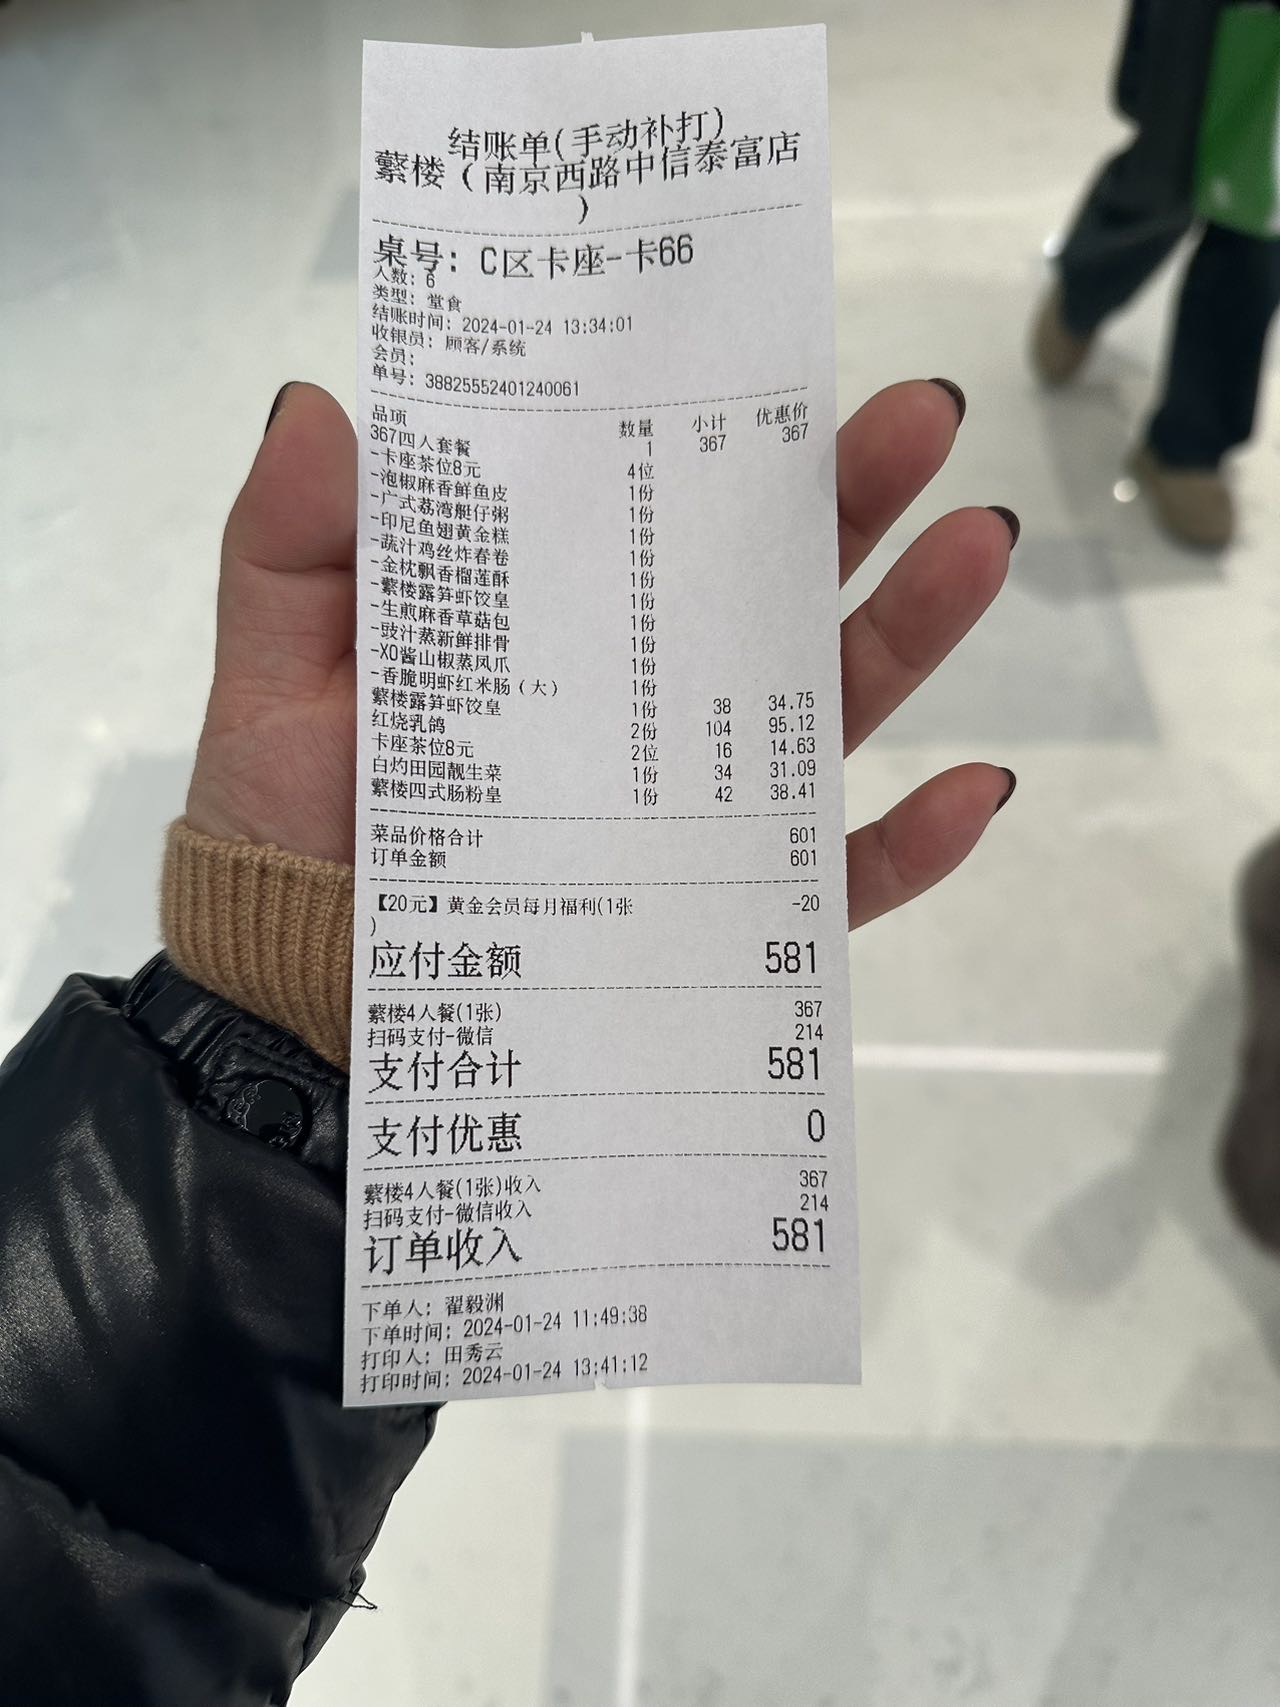 结账单(手动补打)
蘩楼（南京西路中信泰富店
）
桌号：C区卡座-卡66
人数：6
类型：堂食
结账时间：2024-01-24 13:34:01
收银员：顾客/系统
会员：
单号：38825552401240061
品项 数量 小计 优惠价
367四人套餐 1 367 367
-卡座茶位8元 4位
-泡椒麻香鲜鱼皮 1份
-广式荔湾艇仔粥 1份
-印尼鱼翅黄金糕 1份
-蔬汁鸡丝炸春卷 1份
-金枕飘香榴莲酥 1份
-蘩楼露笋虾饺皇 1份
-生煎麻香草菇包 1份
-豉汁蒸新鲜排骨 1份
-XO酱山椒蒸凤爪 1份
-香脆明虾红米肠（大） 1份
蘩楼露笋虾饺皇 1份 38 34.75
红烧乳鸽 2份 104 95.12
卡座茶位8元 2位 16 14.63
白灼田园靓生菜 1份 34 31.09
蘩楼四式肠粉皇 1份 42 38.41
菜品价格合计 601
订单金额 601
【20元】黄金会员每月福利(1张 -20
)
应付金额 581
蘩楼4人餐(1张) 367
扫码支付-微信 214
支付合计 581
支付优惠 0
蘩楼4人餐(1张)收入 367
扫码支付-微信收入 214
订单收入 581
下单人：翟毅渊
下单时间：2024-01-24 11:49:38
打印人：田秀云
打印时间：2024-01-24 13:41:12